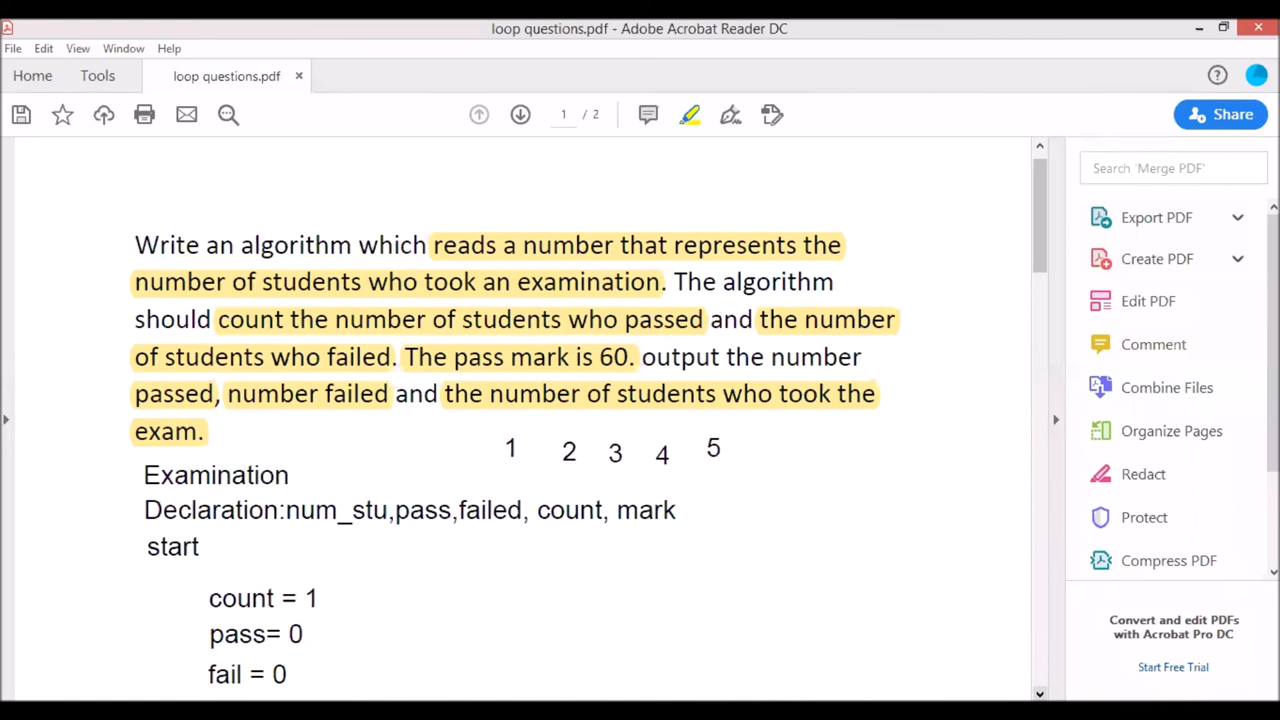 loop questions.pdf - Adobe Acrobat Reader DC
File Edit View Window Help
Home Tools loop questions.pdf ×
1 / 2
Share
Search 'Merge PDF'
Write an algorithm which reads a number that represents the
number of students who took an examination. The algorithm
should count the number of students who passed and the number
of students who failed. The pass mark is 60. output the number
passed, number failed and the number of students who took the
exam.
1 2 3 4 5
Examination
Declaration:num_stu,pass,failed, count, mark
start
count = 1
pass= 0
fail = 0
Export PDF
Create PDF
Edit PDF
Comment
Combine Files
Organize Pages
Redact
Protect
Compress PDF
Convert and edit PDFs
with Acrobat Pro DC
Start Free Trial